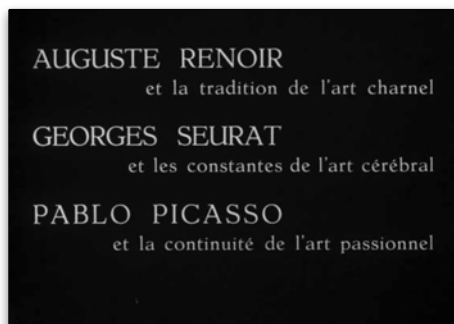 AUGUSTE RENOIR
et la tradition de l'art charnel
GEORGES SEURAT
et les constantes de l'art cérébral
PABLO PICASSO
et la continuité de l'art passionnel